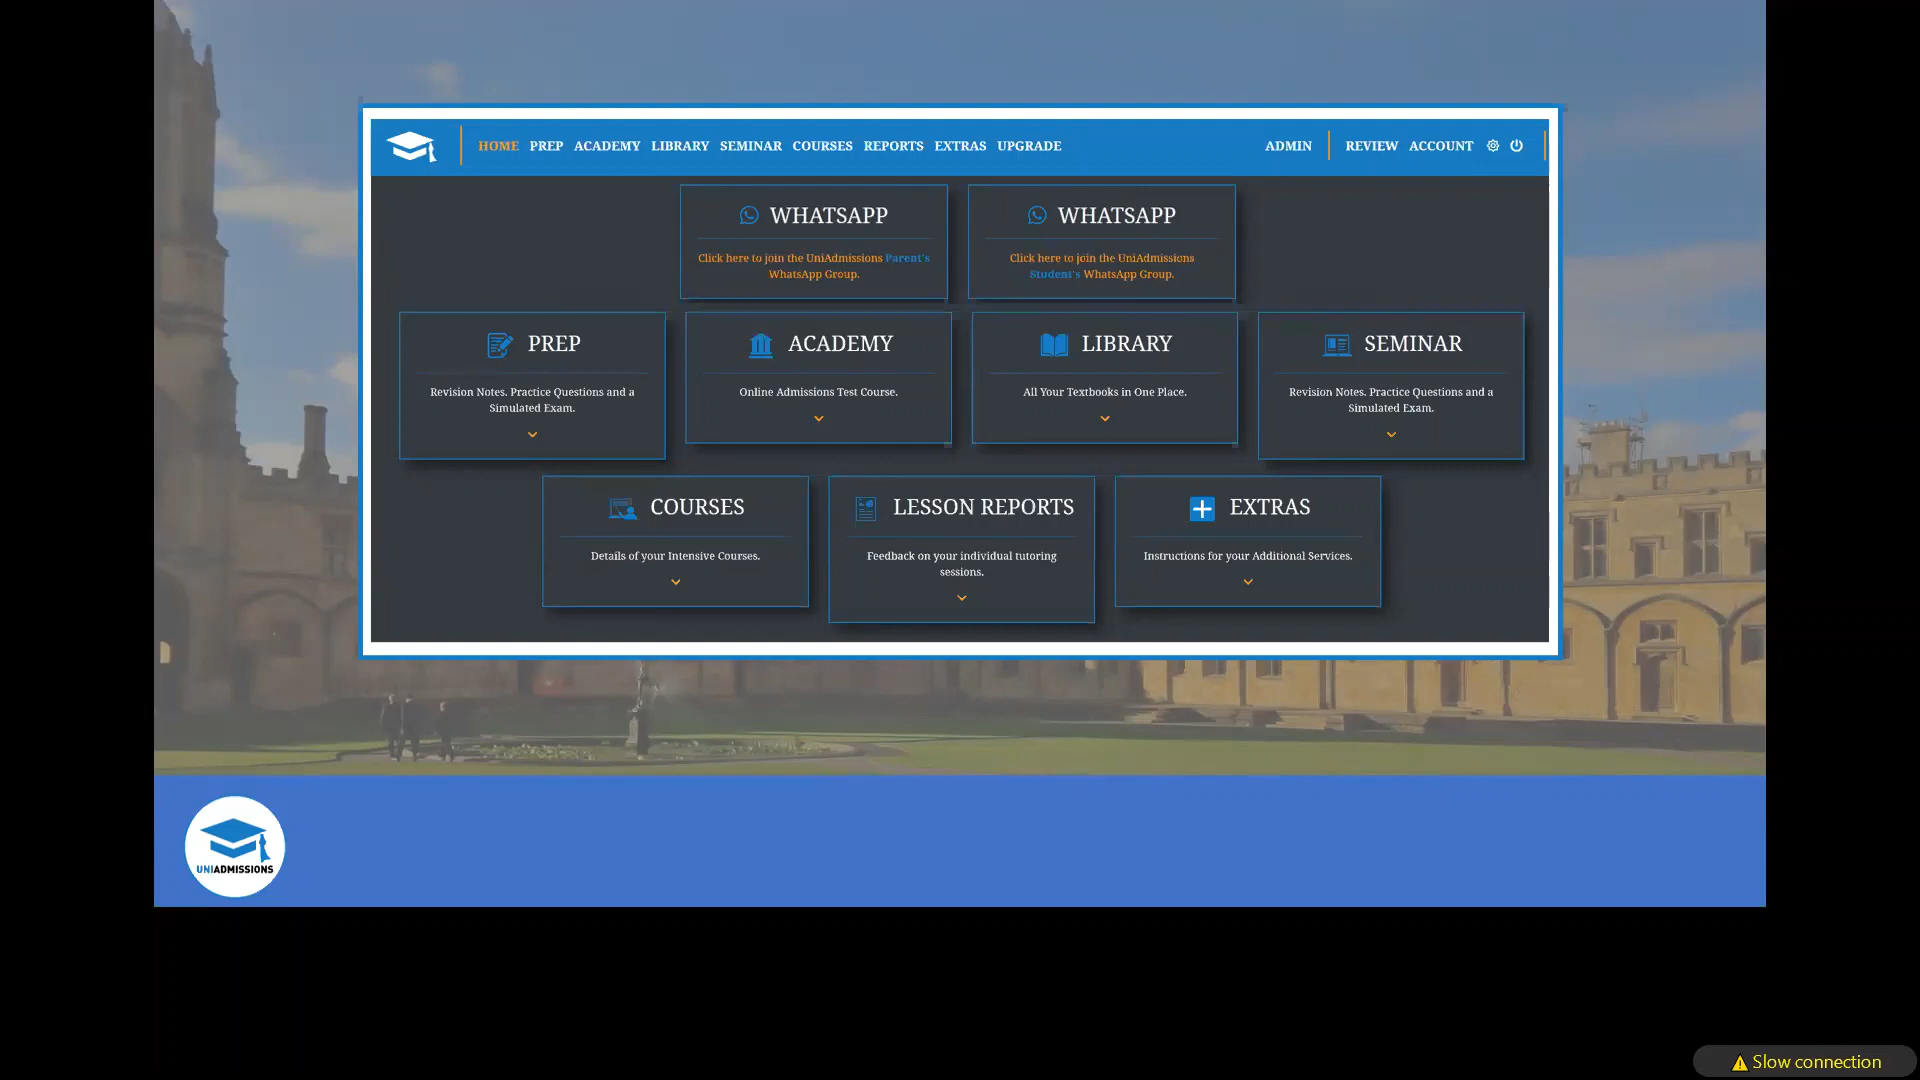 HOME PREP ACADEMY LIBRARY SEMINAR COURSES REPORTS EXTRAS UPGRADE ADMIN REVIEW ACCOUNT
WHATSAPP
Click here to join the UniAdmissions Parent's
WhatsApp Group.
WHATSAPP
Click here to join the UniAdmissions
Student's WhatsApp Group.
PREP
Revision Notes. Practice Questions and a
Simulated Exam.
ACADEMY
Online Admissions Test Course.
LIBRARY
All Your Textbooks in One Place.
SEMINAR
Revision Notes. Practice Questions and a
Simulated Exam.
COURSES
Details of your Intensive Courses.
LESSON REPORTS
Feedback on your individual tutoring
sessions.
EXTRAS
Instructions for your Additional Services.
UNIADMISSIONS
Slow connection